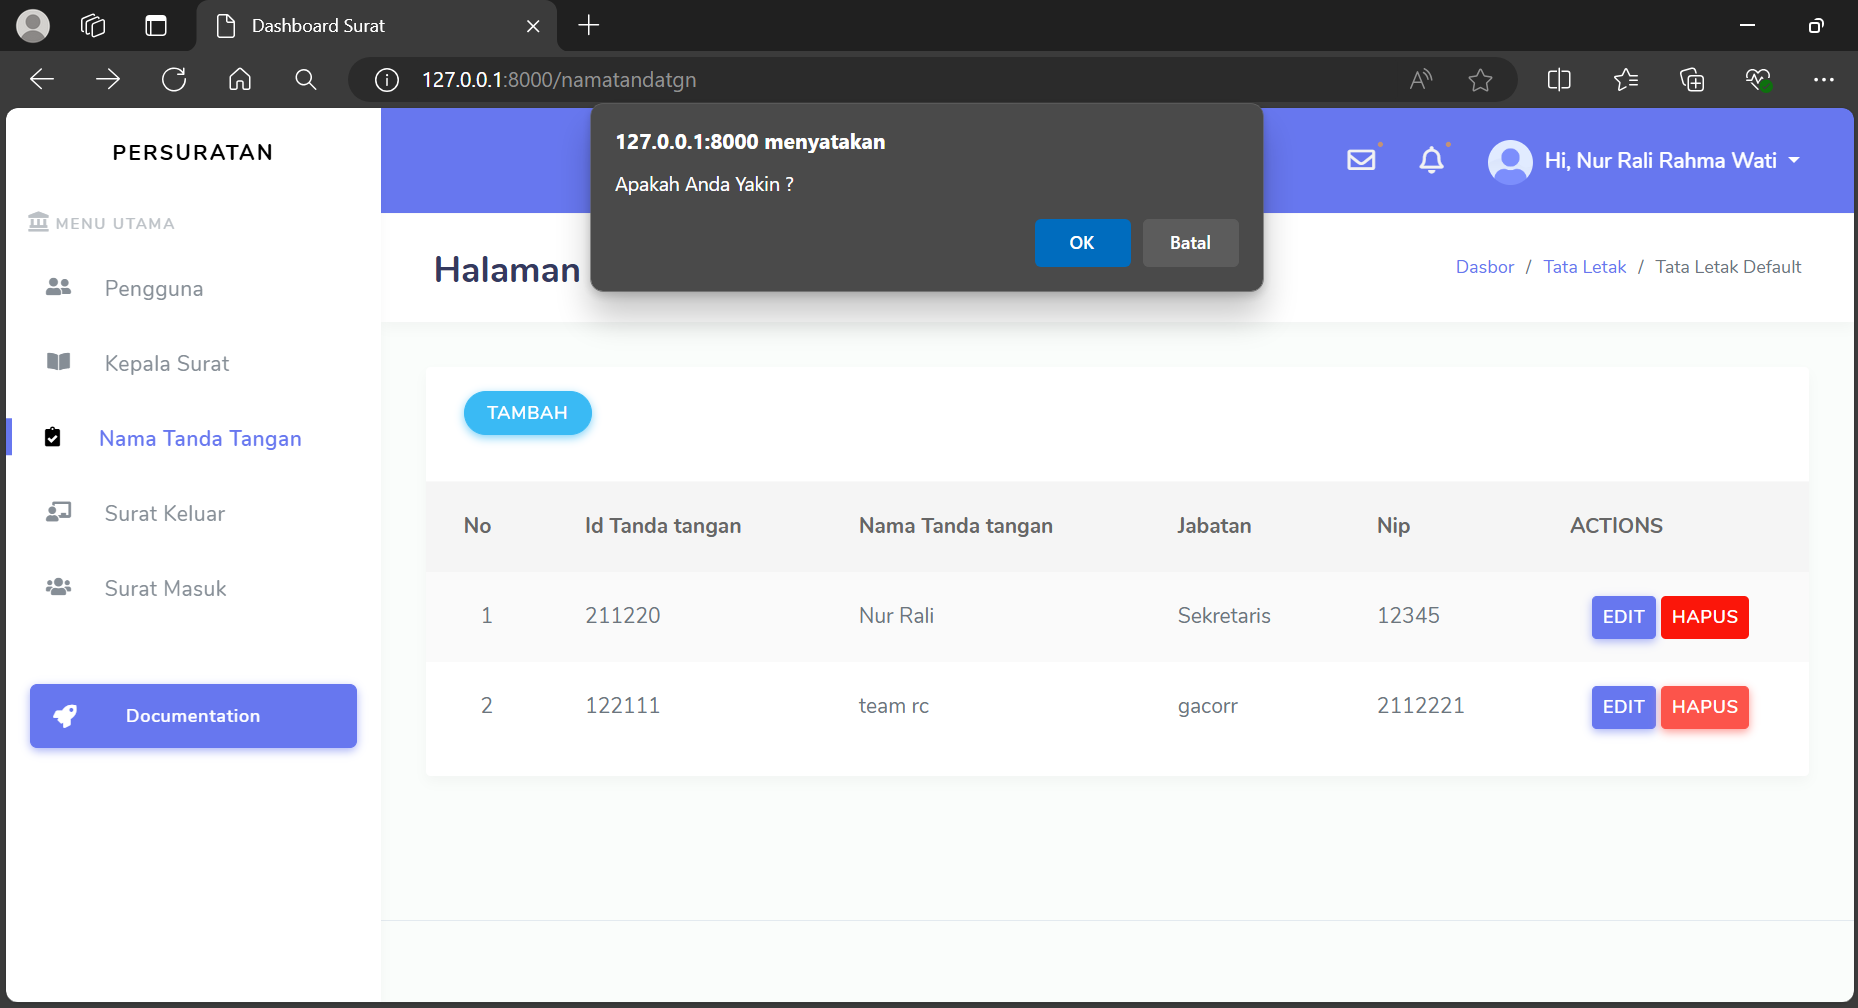 Dashboard Surat
127.0.0.1:8000/namatandatgn
127.0.0.1:8000 menyatakan
Apakah Anda Yakin ?
OK
Batal
PERSURATAN
MENU UTAMA
Pengguna
Kepala Surat
Nama Tanda Tangan
Surat Keluar
Surat Masuk
Documentation
Hi, Nur Rali Rahma Wati
Halaman
Dasbor / Tata Letak / Tata Letak Default
TAMBAH
No Id Tanda tangan Nama Tanda tangan Jabatan Nip ACTIONS
1 211220 Nur Rali Sekretaris 12345 EDIT HAPUS
2 122111 team rc gacorr 2112221 EDIT HAPUS